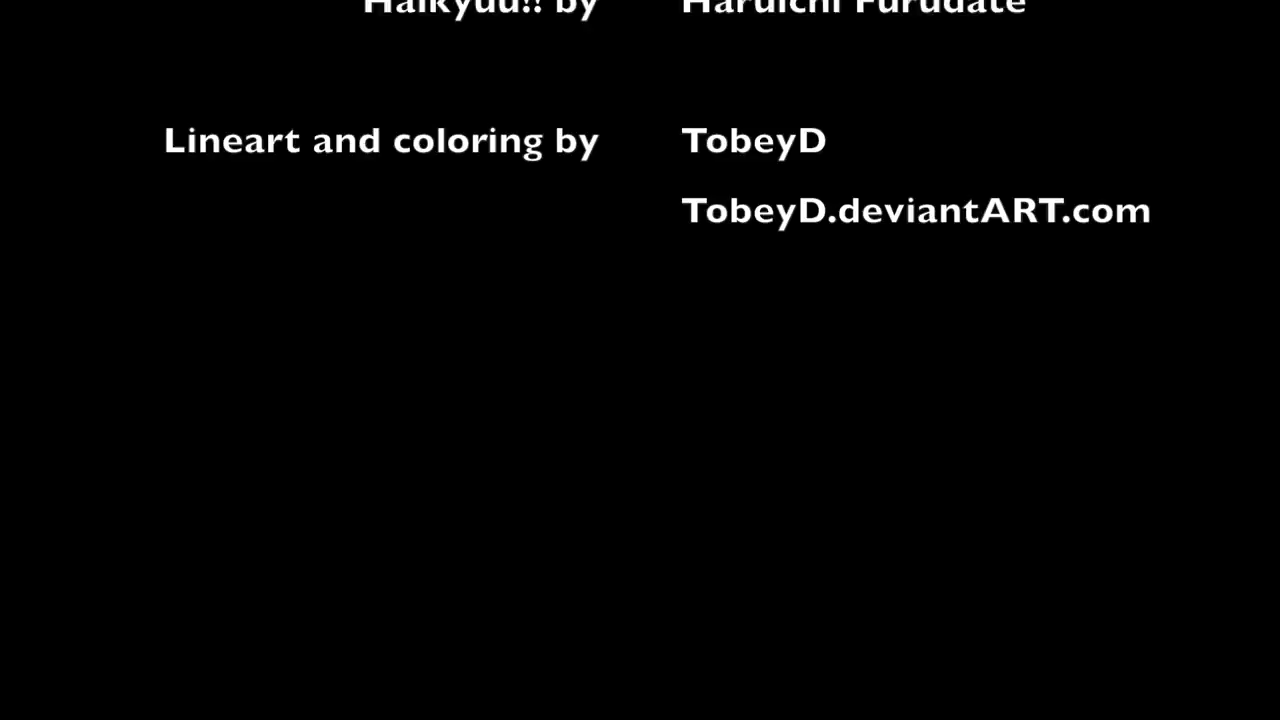 Haikyuu!! by Haruichi Furudate
Lineart and coloring by TobeyD
TobeyD.deviantART.com